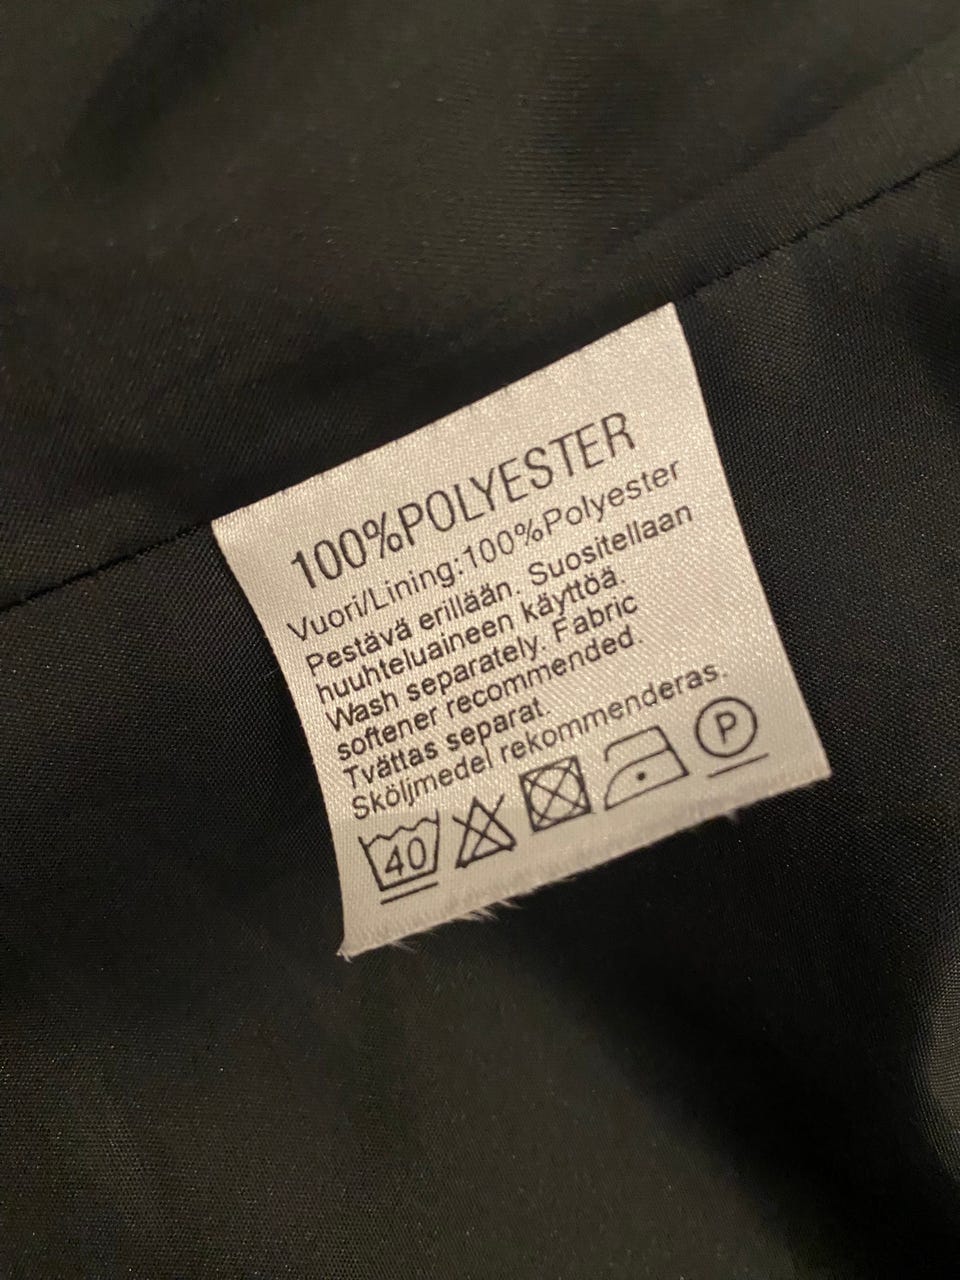 100%POLYESTER
Vuori/Lining:100%Polyester
Pestävä erillään. Suositellaan
huuhteluaineen käyttöä.
Wash separately. Fabric
softener recommended.
Tvättas separat.
Sköljmedel rekommenderas.
40 P